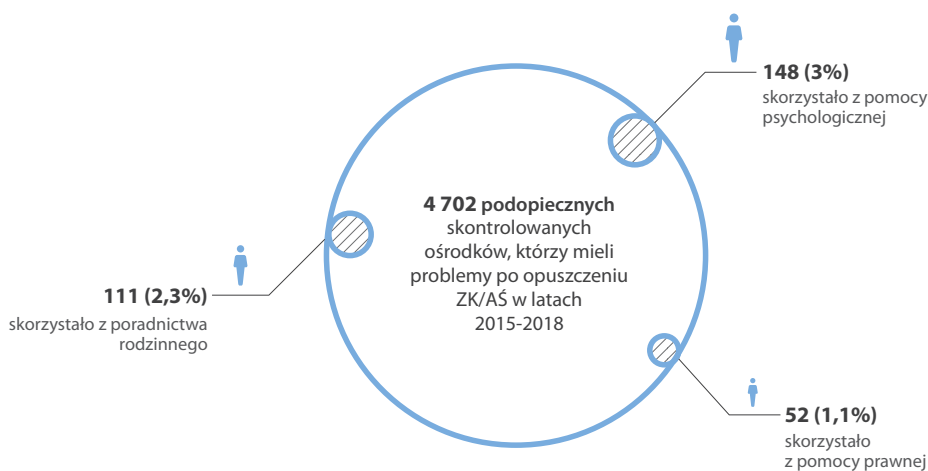 148 (3%)
skorzystało z pomocy
psychologicznej
4 702 podopiecznych
skontrolowanych
ośrodków, którzy mieli
problemy po opuszczeniu
ZK/AŚ w latach
2015-2018
111 (2,3%)
skorzystało z poradnictwa
rodzinnego
52 (1,1%)
skorzystało
z pomocy prawnej